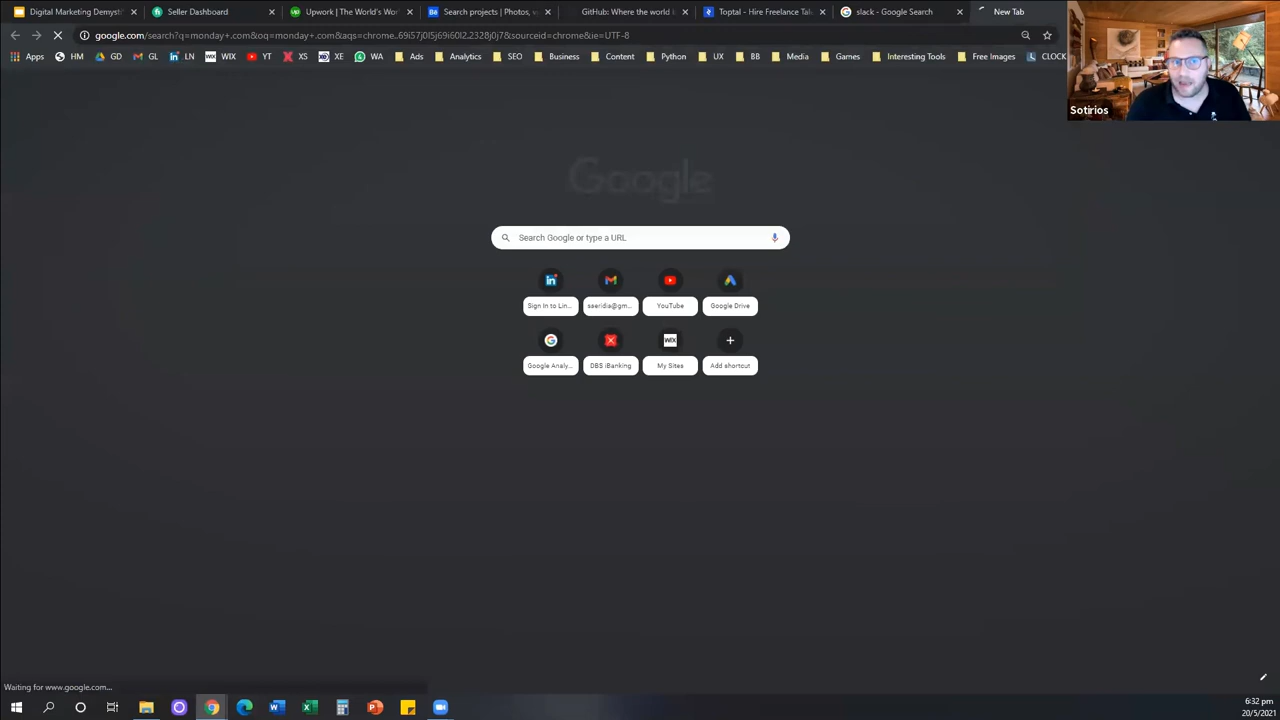 Digital Marketing Demyst
Seller Dashboard
Upwork | The World's Wor
Search projects | Photos, v
GitHub: Where the world b
Toptal - Hire Freelance Tal
slack - Google Search
New Tab
google.com/search?q=monday+.com&oq=monday+.com&aqs=chrome..69i57j0l5j69i60l2.2328j0j7&sourceid=chrome&ie=UTF-8
Apps
HM
GD
GL
LN
WIX
YT
XS
XE
WA
Ads
Analytics
SEO
Business
Content
Python
UX
BB
Media
Games
Interesting Tools
Free Images
CLOCK
Sotirios
Google
Search Google or type a URL
Sign In to Lin...
saeridia@gm...
YouTube
Google Drive
Google Analy...
DBS iBanking
WIX
My Sites
Add shortcut
Waiting for www.google.com...
6:32 pm
20/5/2021